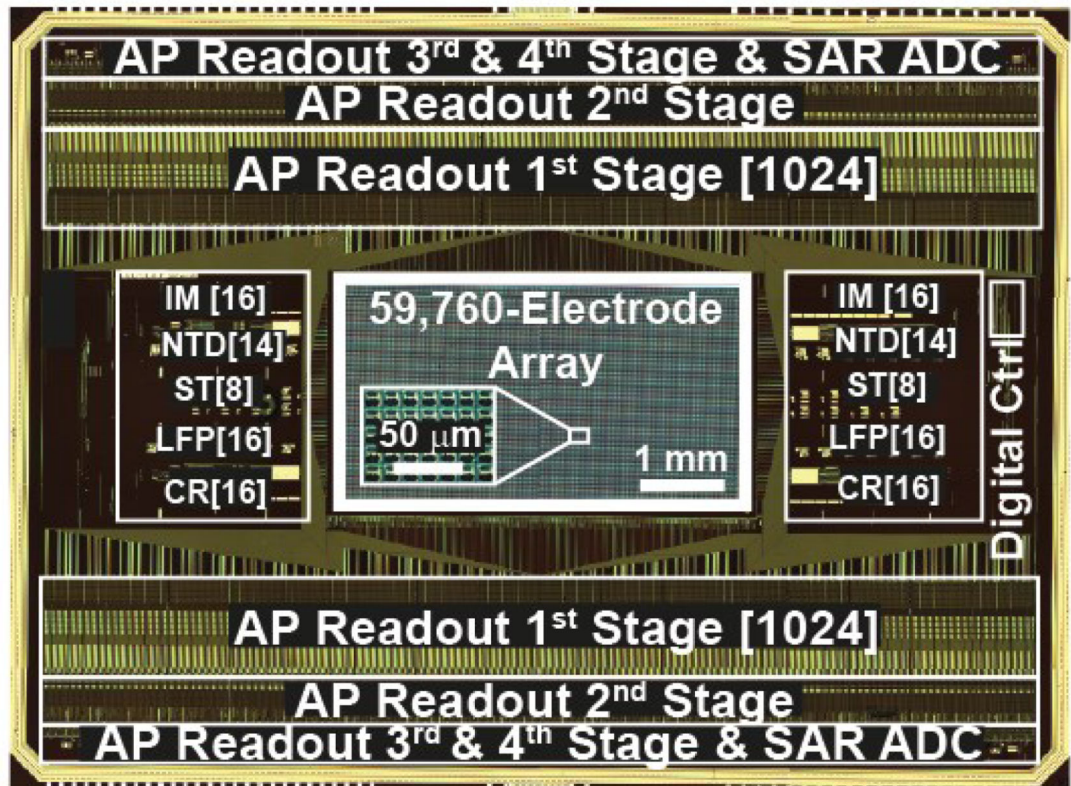 AP Readout 3rd & 4th Stage & SAR ADC
AP Readout 2nd Stage
AP Readout 1st Stage [1024]
IM [16]
NTD[14]
ST[8]
LFP[16]
CR[16]
59,760-Electrode
Array
50 μm
1 mm
IM [16]
NTD[14]
ST[8]
LFP[16]
CR[16]
Digital Ctrl
AP Readout 1st Stage [1024]
AP Readout 2nd Stage
AP Readout 3rd & 4th Stage & SAR ADC